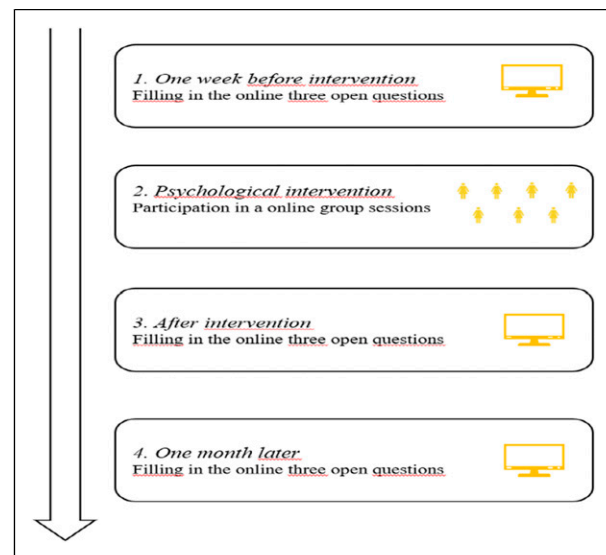 1. One week before intervention
Filling in the online three open questions
2. Psychological intervention
Participation in a online group sessions
3. After intervention
Filling in the online three open questions
4. One month later
Filling in the online three open questions